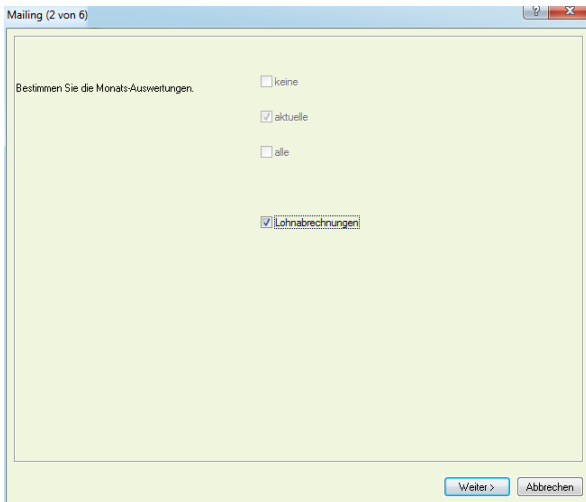 Mailing (2 von 6)
keine
Bestimmen Sie die Monats-Auswertungen.
aktuelle
alle
Lohnabrechnungen
Weiter >
Abbrechen